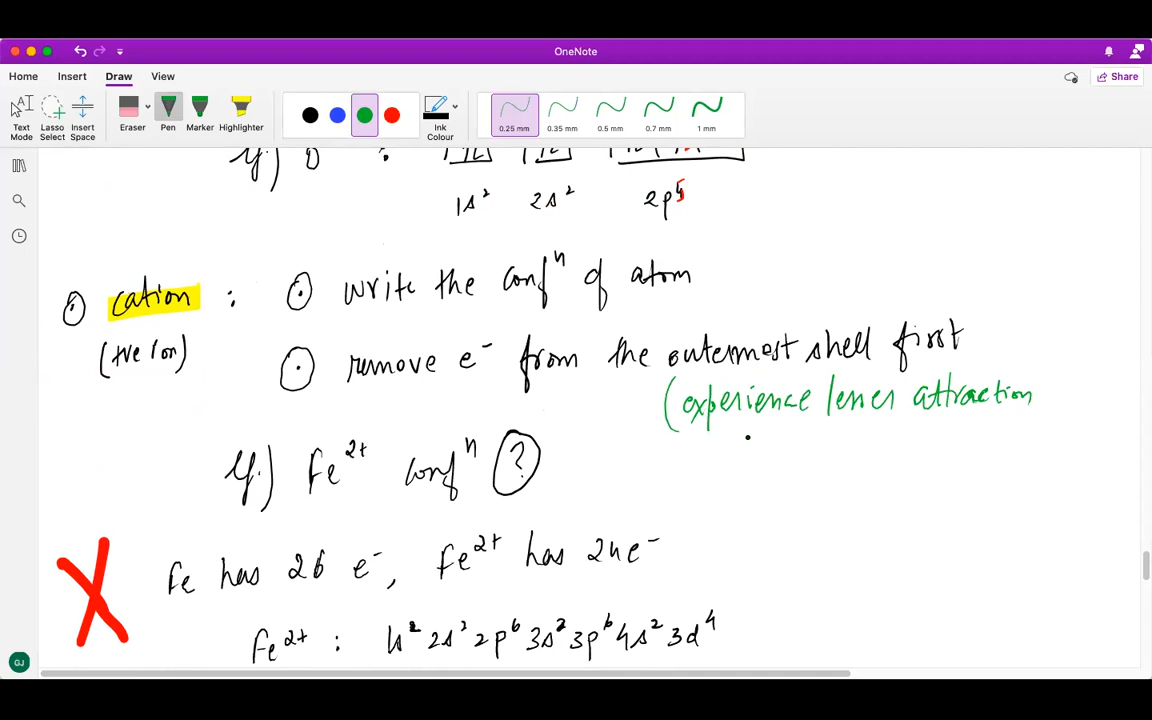 OneNote
Home Insert Draw View
Share
Text Mode
Lasso Select
Insert Space
Eraser
Pen
Marker
Highlighter
Ink Colour
0.25 mm
0.35 mm
0.5 mm
0.7 mm
1 mm
1s² 2s² 2p⁵
⊙ cation : ⊙ write the confⁿ of atom
(+ve ion) ⊙ remove e⁻ from the outermost shell first
(experience lesser attraction
eg.) Fe²⁺ confⁿ ?
X Fe has 26 e⁻, Fe²⁺ has 24e⁻
Fe²⁺ : 1s² 2s² 2p⁶ 3s² 3p⁶ 4s² 3d⁴
GJ